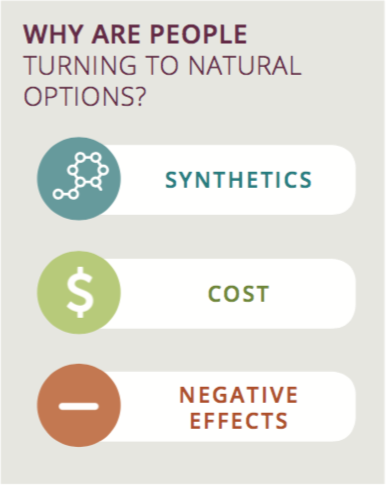 WHY ARE PEOPLE
TURNING TO NATURAL
OPTIONS?
SYNTHETICS
$
COST
NEGATIVE
EFFECTS